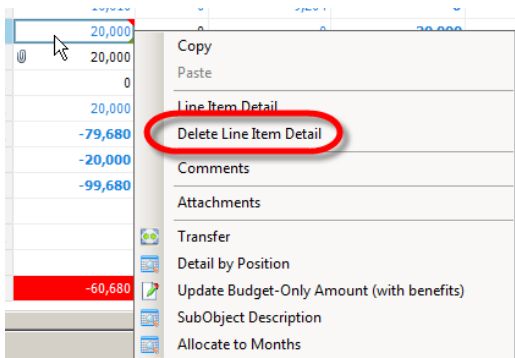 20,000
20,000
0
20,000
-79,680
-20,000
-99,680
-60,680
Copy
Paste
Line Item Detail
Delete Line Item Detail
Comments
Attachments
Transfer
Detail by Position
Update Budget-Only Amount (with benefits)
SubObject Description
Allocate to Months